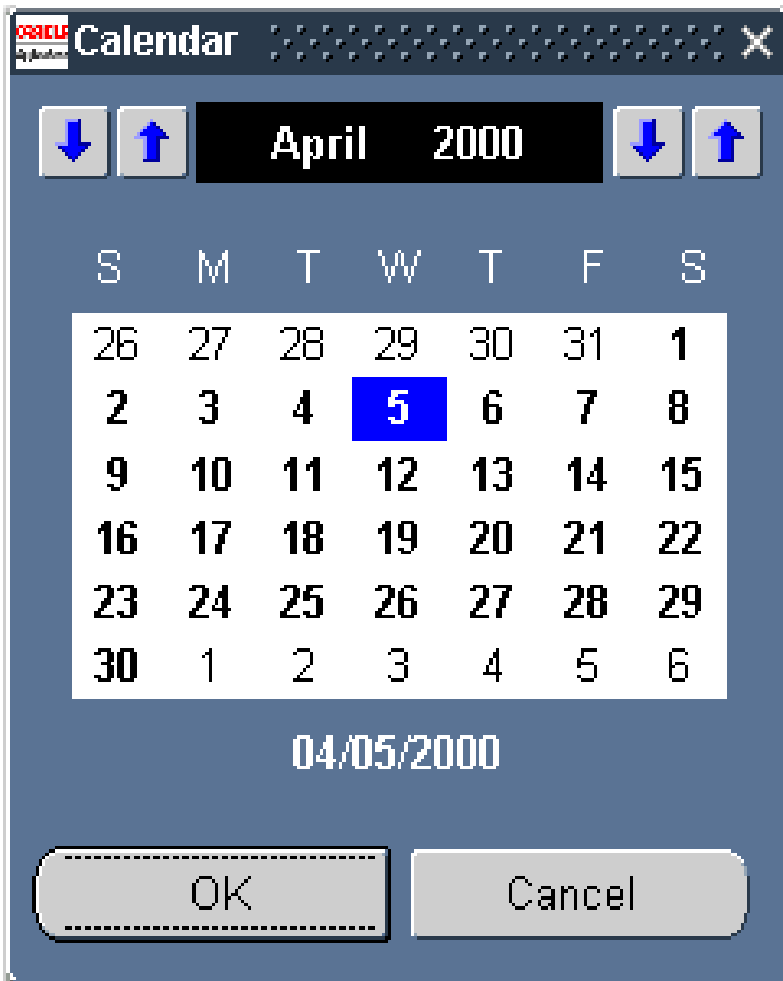 ORACLE
Applications
Calendar
April 2000
S M T W T F S
26 27 28 29 30 31 1
2 3 4 5 6 7 8
9 10 11 12 13 14 15
16 17 18 19 20 21 22
23 24 25 26 27 28 29
30 1 2 3 4 5 6
04/05/2000
OK Cancel